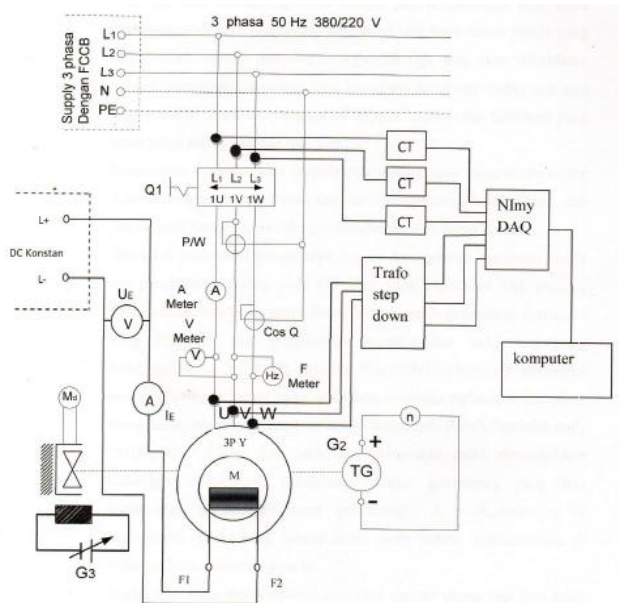 3 phasa 50 Hz 380/220 V
Supply 3 phasa
Dengan FCCB
L1
L2
L3
N
PE
CT
CT
CT
NImy
DAQ
Q1
L1 L2 L3
1U 1V 1W
L+
DC Konstan
L-
P/W
Trafo
step
down
A
Meter
A
UE
V
V
Meter
V
Cos Q
F
Meter
Hz
komputer
Md
A
IE
U V W
3P Y
M
n
G2
+
TG
-
G3
F1
F2